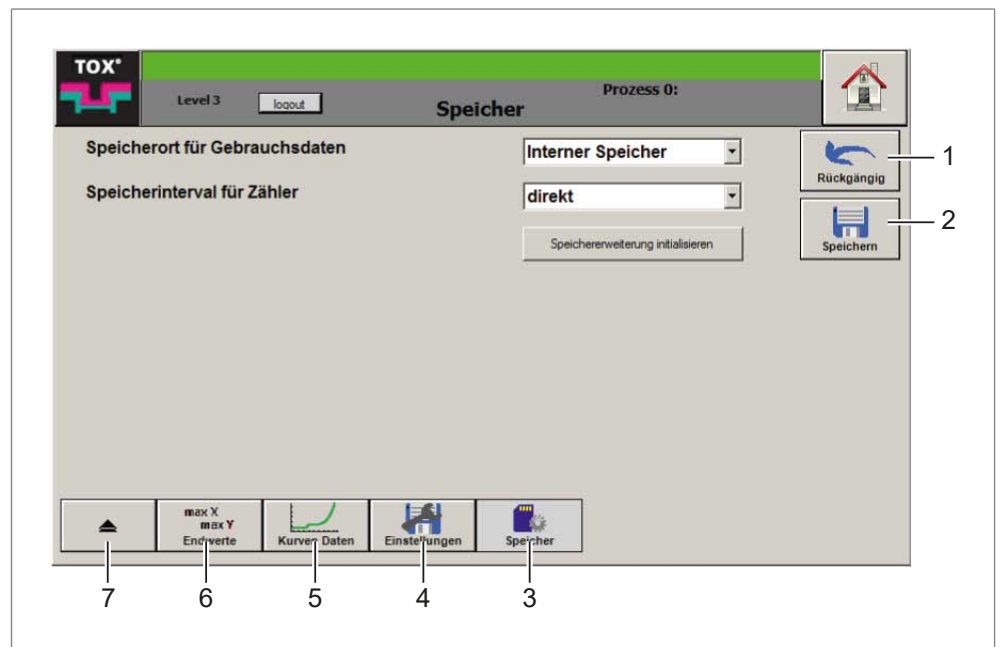 TOX®
Level 3
logout
Speicher
Prozess 0:
Speicherort für Gebrauchsdaten
Interner Speicher
Rückgängig
1
Speicherinterval für Zähler
direkt
Speichern
2
Speichererweiterung initialisieren
max X
max Y
Endwerte
Kurven Daten
Einstellungen
Speicher
7
6
5
4
3